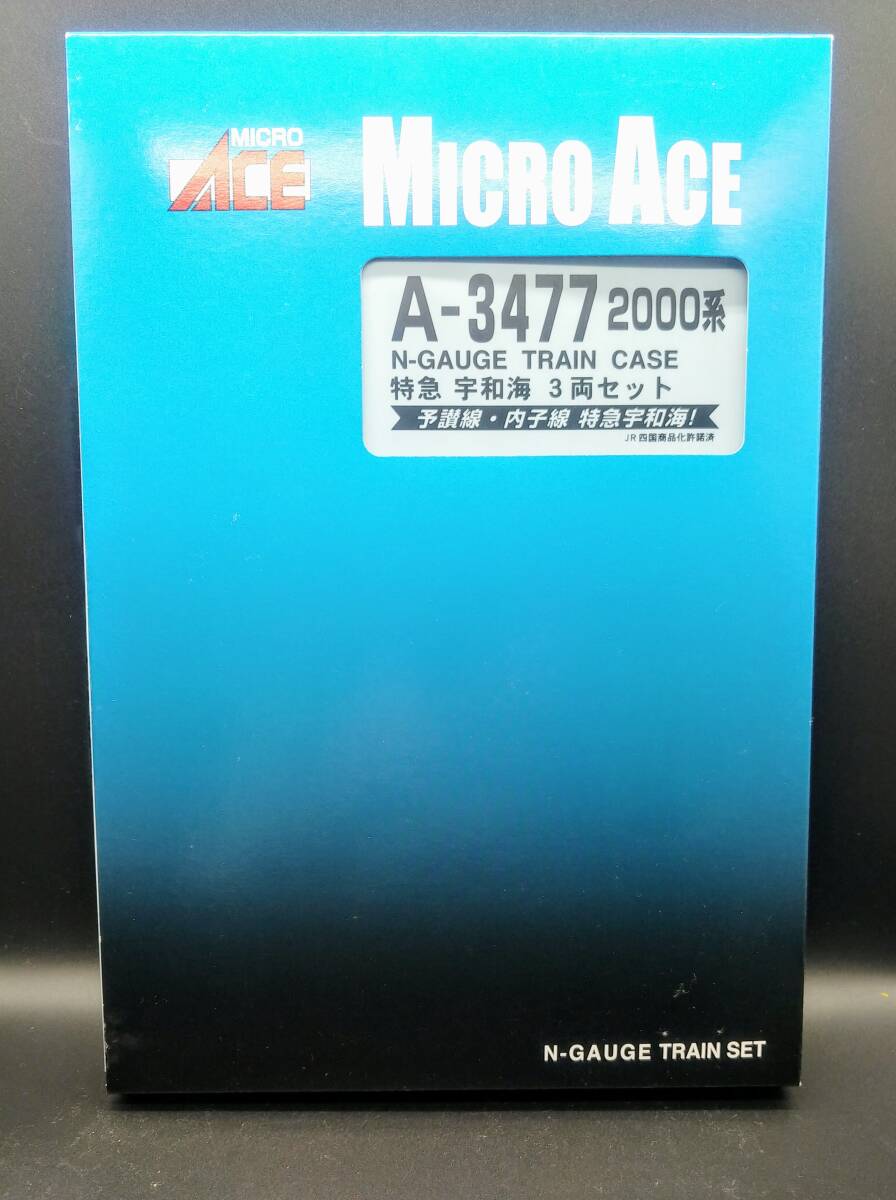 MICRO
ACE
MICRO ACE
A-3477 2000系
N-GAUGE TRAIN CASE
特急 宇和海 3両セット
予讃線・内子線 特急宇和海!
JR四国商品化許諾済
N-GAUGE TRAIN SET